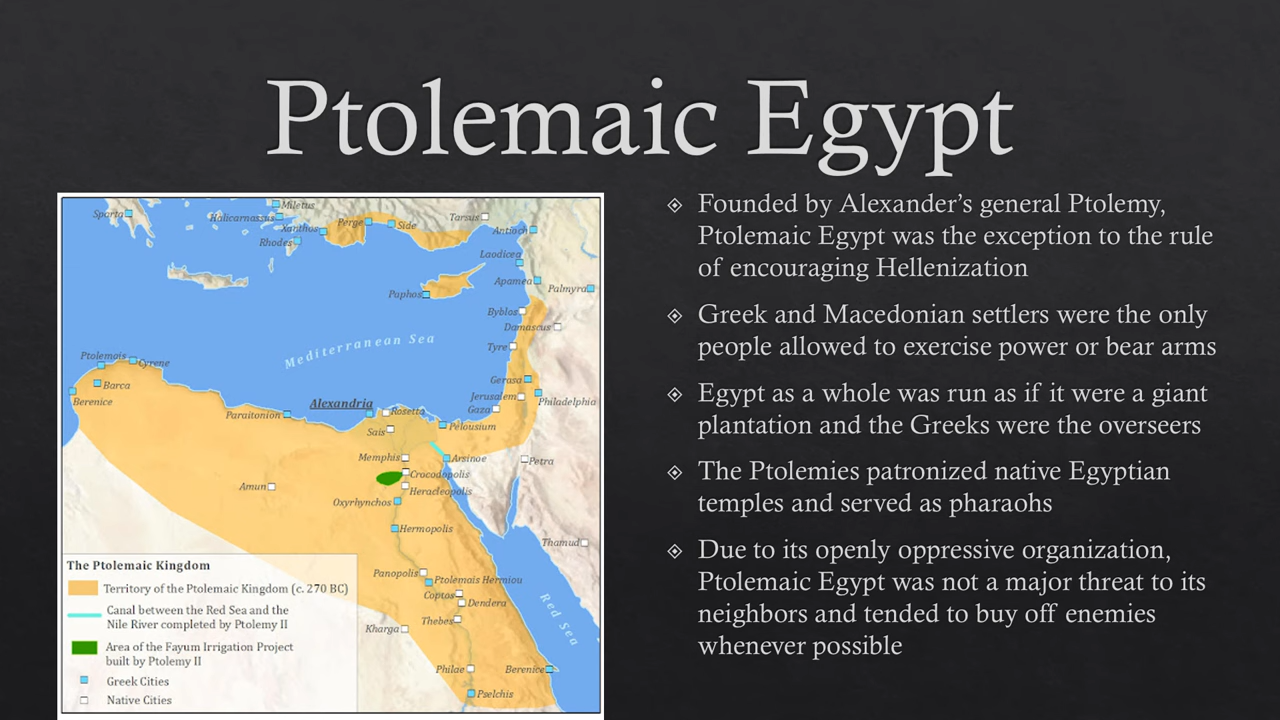 Ptolemaic Egypt
Founded by Alexander's general Ptolemy,
Ptolemaic Egypt was the exception to the rule
of encouraging Hellenization
Greek and Macedonian settlers were the only
people allowed to exercise power or bear arms
Egypt as a whole was run as if it were a giant
plantation and the Greeks were the overseers
The Ptolemies patronized native Egyptian
temples and served as pharaohs
Due to its openly oppressive organization,
Ptolemaic Egypt was not a major threat to its
neighbors and tended to buy off enemies
whenever possible
Sparta
Miletus
Halicarnassus
Xanthos
Rhodes
Perge
Side
Tarsus
Antioch
Laodicea
Apamea
Palmyra
Paphos
Byblos
Damascus
Mediterranean Sea
Tyre
Ptolemais
Cyrene
Barca
Berenice
Gerasa
Jerusalem
Philadelphia
Gaza
Paraitonion
Alexandria
Rosetta
Sais
Pelousium
Memphis
Arsinoe
Petra
Crocodopolis
Heracleopolis
Amun
Oxyrhynchos
Hermopolis
Thamud
Panopolis
Ptolemais Hermiou
Coptos
Dendera
Thebes
Red Sea
Kharga
Philae
Berenice
Pselchis
The Ptolemaic Kingdom
Territory of the Ptolemaic Kingdom (c. 270 BC)
Canal between the Red Sea and the
Nile River completed by Ptolemy II
Area of the Fayum Irrigation Project
built by Ptolemy II
Greek Cities
Native Cities